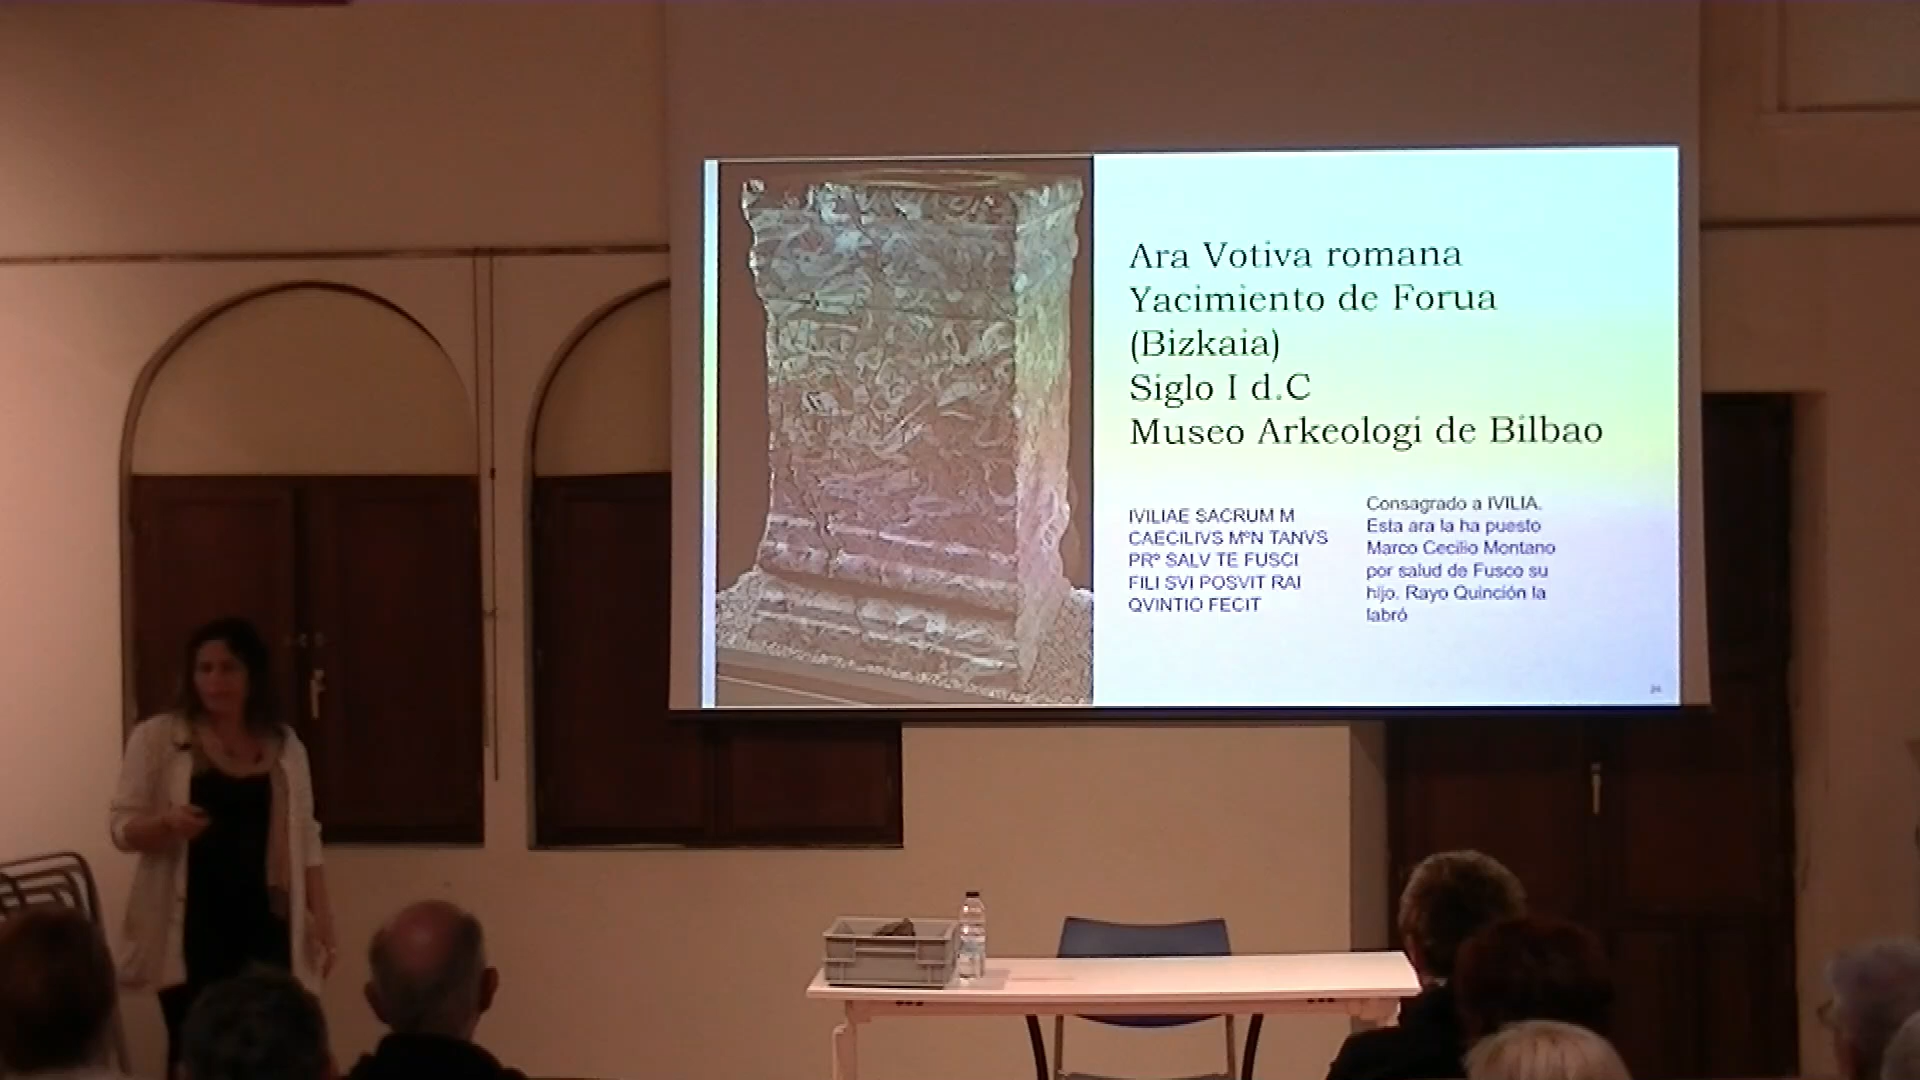 Ara Votiva romana
Yacimiento de Forua
(Bizkaia)
Siglo I d.C
Museo Arkeologi de Bilbao
IVILIAE SACRUM M
CAECILIVS MºN TANVS
PRº SALV TE FUSCI
FILI SVI POSVIT RAI
QVINTIO FECIT
Consagrado a IVILIA.
Esta ara la ha puesto
Marco Cecilio Montano
por salud de Fusco su
hijo. Rayo Quinción la
labró